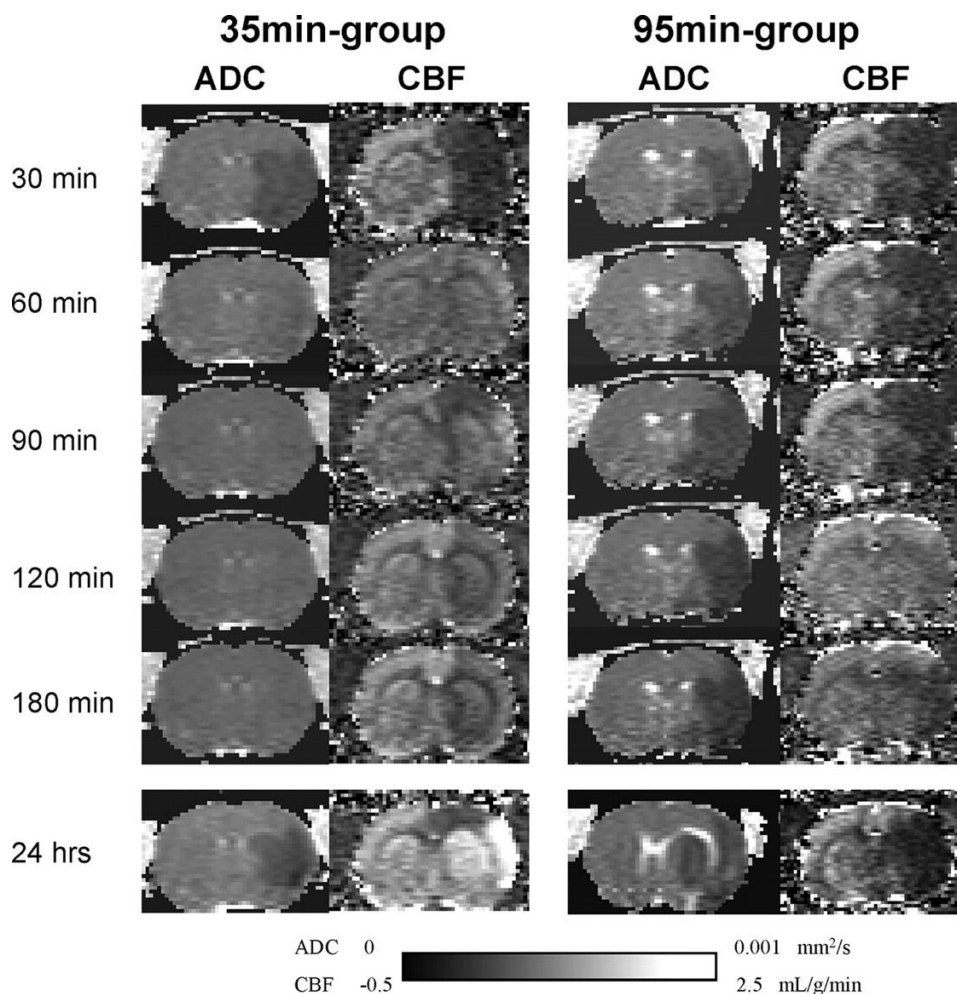 35min-group 95min-group
ADC CBF ADC CBF
30 min
60 min
90 min
120 min
180 min
24 hrs
ADC 0 0.001 mm²/s
CBF -0.5 2.5 mL/g/min